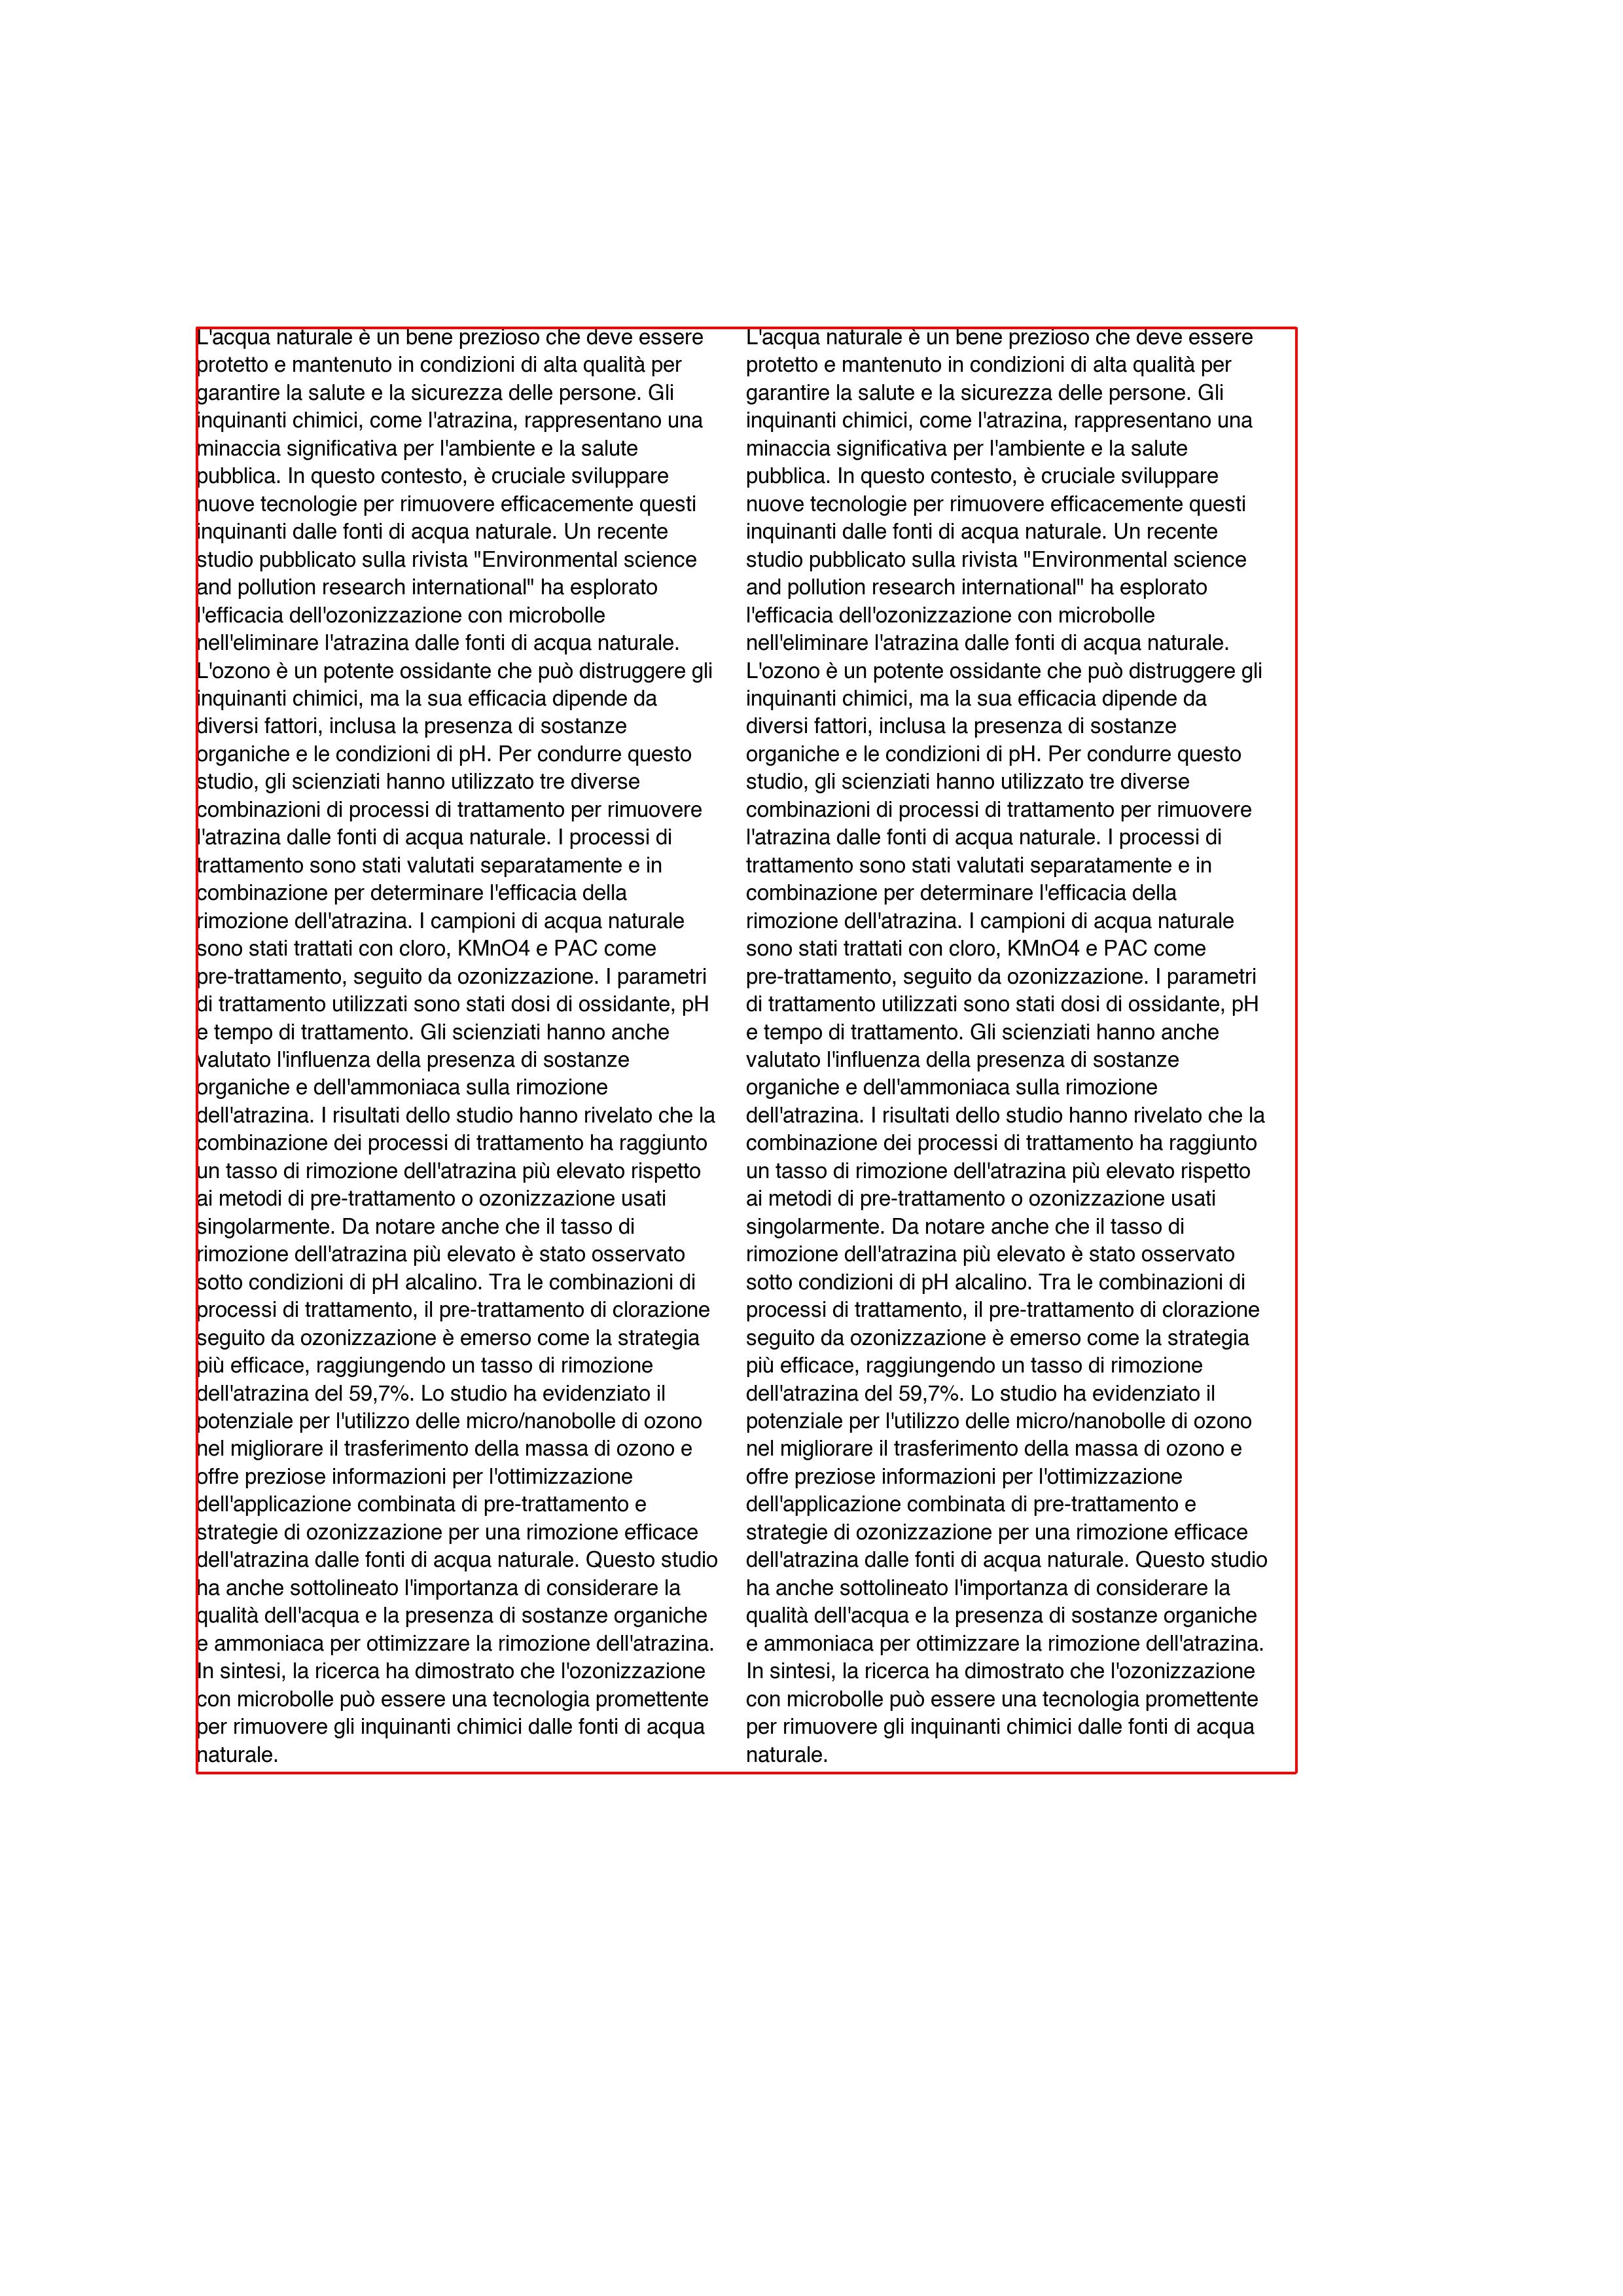 L'acqua naturale è un bene prezioso che deve essere
protetto e mantenuto in condizioni di alta qualità per
garantire la salute e la sicurezza delle persone. Gli
inquinanti chimici, come l'atrazina, rappresentano una
minaccia significativa per l'ambiente e la salute
pubblica. In questo contesto, è cruciale sviluppare
nuove tecnologie per rimuovere efficacemente questi
inquinanti dalle fonti di acqua naturale. Un recente
studio pubblicato sulla rivista "Environmental science
and pollution research international" ha esplorato
l'efficacia dell'ozonizzazione con microbolle
nell'eliminare l'atrazina dalle fonti di acqua naturale.
L'ozono è un potente ossidante che può distruggere gli
inquinanti chimici, ma la sua efficacia dipende da
diversi fattori, inclusa la presenza di sostanze
organiche e le condizioni di pH. Per condurre questo
studio, gli scienziati hanno utilizzato tre diverse
combinazioni di processi di trattamento per rimuovere
l'atrazina dalle fonti di acqua naturale. I processi di
trattamento sono stati valutati separatamente e in
combinazione per determinare l'efficacia della
rimozione dell'atrazina. I campioni di acqua naturale
sono stati trattati con cloro, KMnO4 e PAC come
pre-trattamento, seguito da ozonizzazione. I parametri
di trattamento utilizzati sono stati dosi di ossidante, pH
e tempo di trattamento. Gli scienziati hanno anche
valutato l'influenza della presenza di sostanze
organiche e dell'ammoniaca sulla rimozione
dell'atrazina. I risultati dello studio hanno rivelato che la
combinazione dei processi di trattamento ha raggiunto
un tasso di rimozione dell'atrazina più elevato rispetto
ai metodi di pre-trattamento o ozonizzazione usati
singolarmente. Da notare anche che il tasso di
rimozione dell'atrazina più elevato è stato osservato
sotto condizioni di pH alcalino. Tra le combinazioni di
processi di trattamento, il pre-trattamento di clorazione
seguito da ozonizzazione è emerso come la strategia
più efficace, raggiungendo un tasso di rimozione
dell'atrazina del 59,7%. Lo studio ha evidenziato il
potenziale per l'utilizzo delle micro/nanobolle di ozono
nel migliorare il trasferimento della massa di ozono e
offre preziose informazioni per l'ottimizzazione
dell'applicazione combinata di pre-trattamento e
strategie di ozonizzazione per una rimozione efficace
dell'atrazina dalle fonti di acqua naturale. Questo studio
ha anche sottolineato l'importanza di considerare la
qualità dell'acqua e la presenza di sostanze organiche
e ammoniaca per ottimizzare la rimozione dell'atrazina.
In sintesi, la ricerca ha dimostrato che l'ozonizzazione
con microbolle può essere una tecnologia promettente
per rimuovere gli inquinanti chimici dalle fonti di acqua
naturale.
L'acqua naturale è un bene prezioso che deve essere
protetto e mantenuto in condizioni di alta qualità per
garantire la salute e la sicurezza delle persone. Gli
inquinanti chimici, come l'atrazina, rappresentano una
minaccia significativa per l'ambiente e la salute
pubblica. In questo contesto, è cruciale sviluppare
nuove tecnologie per rimuovere efficacemente questi
inquinanti dalle fonti di acqua naturale. Un recente
studio pubblicato sulla rivista "Environmental science
and pollution research international" ha esplorato
l'efficacia dell'ozonizzazione con microbolle
nell'eliminare l'atrazina dalle fonti di acqua naturale.
L'ozono è un potente ossidante che può distruggere gli
inquinanti chimici, ma la sua efficacia dipende da
diversi fattori, inclusa la presenza di sostanze
organiche e le condizioni di pH. Per condurre questo
studio, gli scienziati hanno utilizzato tre diverse
combinazioni di processi di trattamento per rimuovere
l'atrazina dalle fonti di acqua naturale. I processi di
trattamento sono stati valutati separatamente e in
combinazione per determinare l'efficacia della
rimozione dell'atrazina. I campioni di acqua naturale
sono stati trattati con cloro, KMnO4 e PAC come
pre-trattamento, seguito da ozonizzazione. I parametri
di trattamento utilizzati sono stati dosi di ossidante, pH
e tempo di trattamento. Gli scienziati hanno anche
valutato l'influenza della presenza di sostanze
organiche e dell'ammoniaca sulla rimozione
dell'atrazina. I risultati dello studio hanno rivelato che la
combinazione dei processi di trattamento ha raggiunto
un tasso di rimozione dell'atrazina più elevato rispetto
ai metodi di pre-trattamento o ozonizzazione usati
singolarmente. Da notare anche che il tasso di
rimozione dell'atrazina più elevato è stato osservato
sotto condizioni di pH alcalino. Tra le combinazioni di
processi di trattamento, il pre-trattamento di clorazione
seguito da ozonizzazione è emerso come la strategia
più efficace, raggiungendo un tasso di rimozione
dell'atrazina del 59,7%. Lo studio ha evidenziato il
potenziale per l'utilizzo delle micro/nanobolle di ozono
nel migliorare il trasferimento della massa di ozono e
offre preziose informazioni per l'ottimizzazione
dell'applicazione combinata di pre-trattamento e
strategie di ozonizzazione per una rimozione efficace
dell'atrazina dalle fonti di acqua naturale. Questo studio
ha anche sottolineato l'importanza di considerare la
qualità dell'acqua e la presenza di sostanze organiche
e ammoniaca per ottimizzare la rimozione dell'atrazina.
In sintesi, la ricerca ha dimostrato che l'ozonizzazione
con microbolle può essere una tecnologia promettente
per rimuovere gli inquinanti chimici dalle fonti di acqua
naturale.